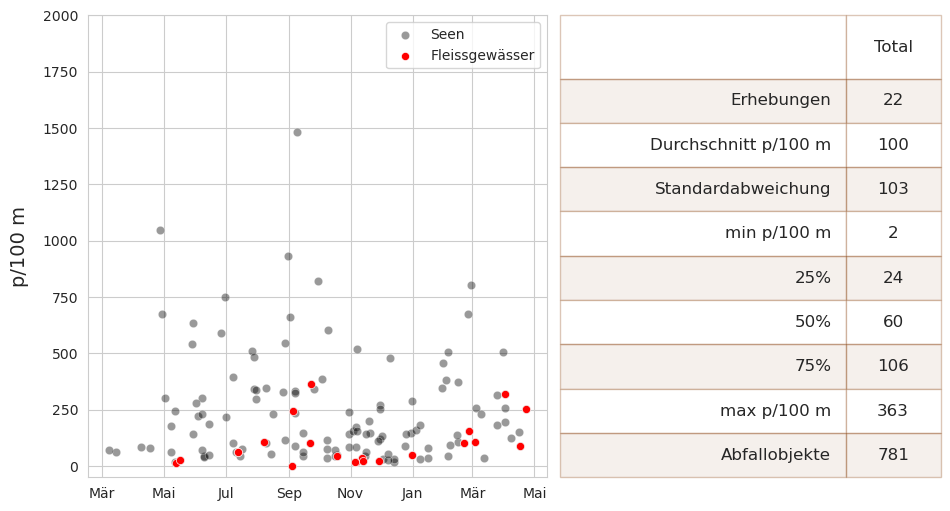 2000
1750
1500
1250
1000
750
500
250
0
p/100 m
Mär Mai Jul Sep Nov Jan Mär Mai
Seen
Fleissgewässer
Total
Erhebungen 22
Durchschnitt p/100 m 100
Standardabweichung 103
min p/100 m 2
25% 24
50% 60
75% 106
max p/100 m 363
Abfallobjekte 781